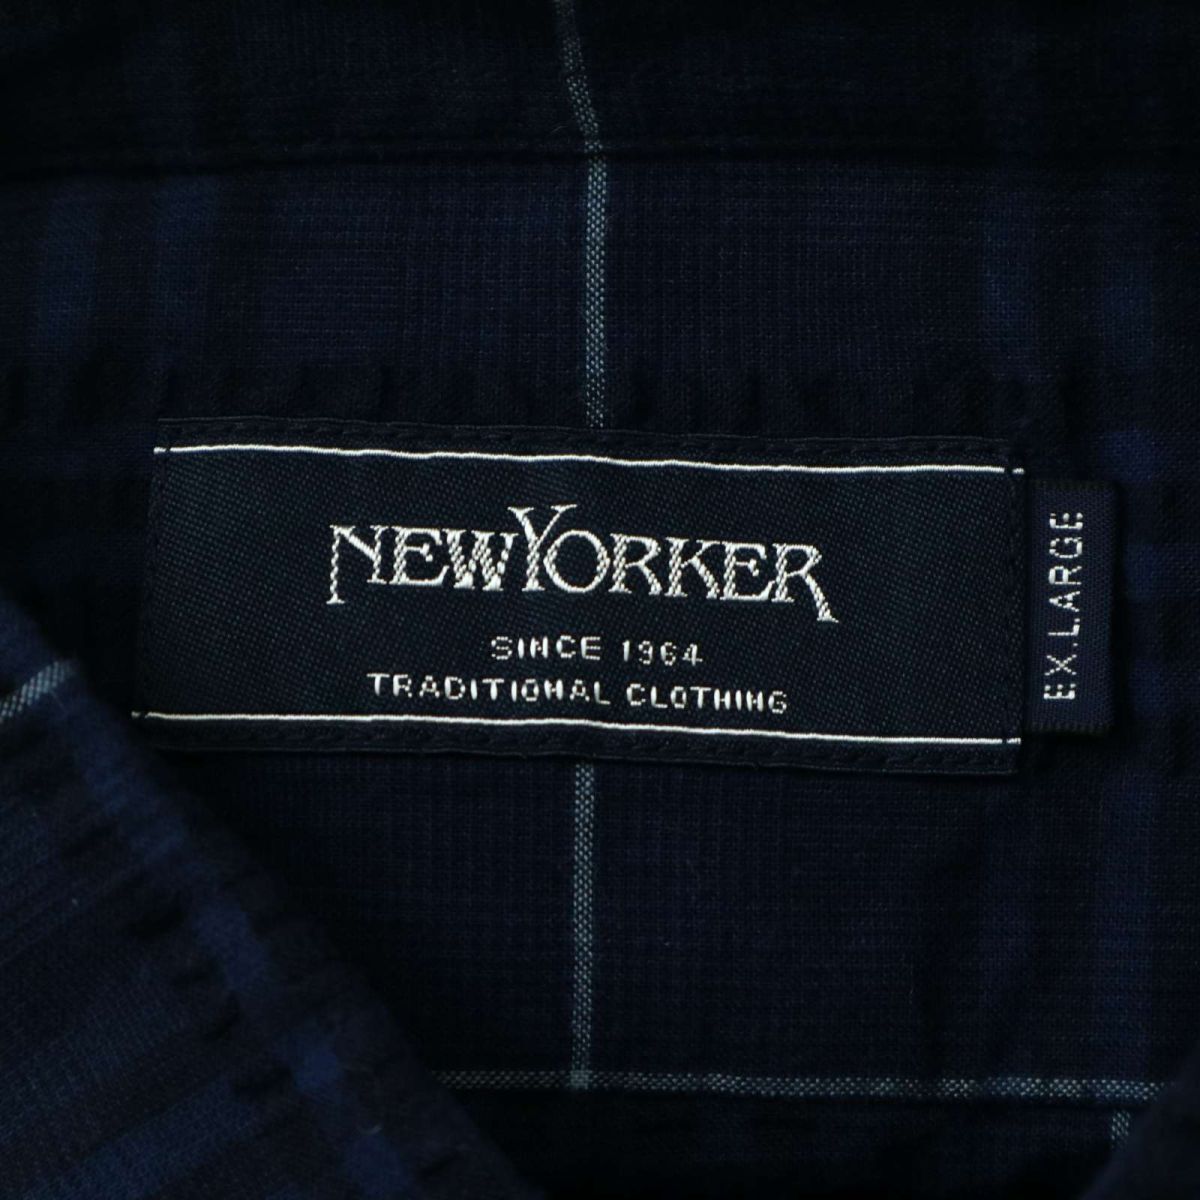 NEWYORKER
SINCE 1964
TRADITIONAL CLOTHING
EX.LARGE